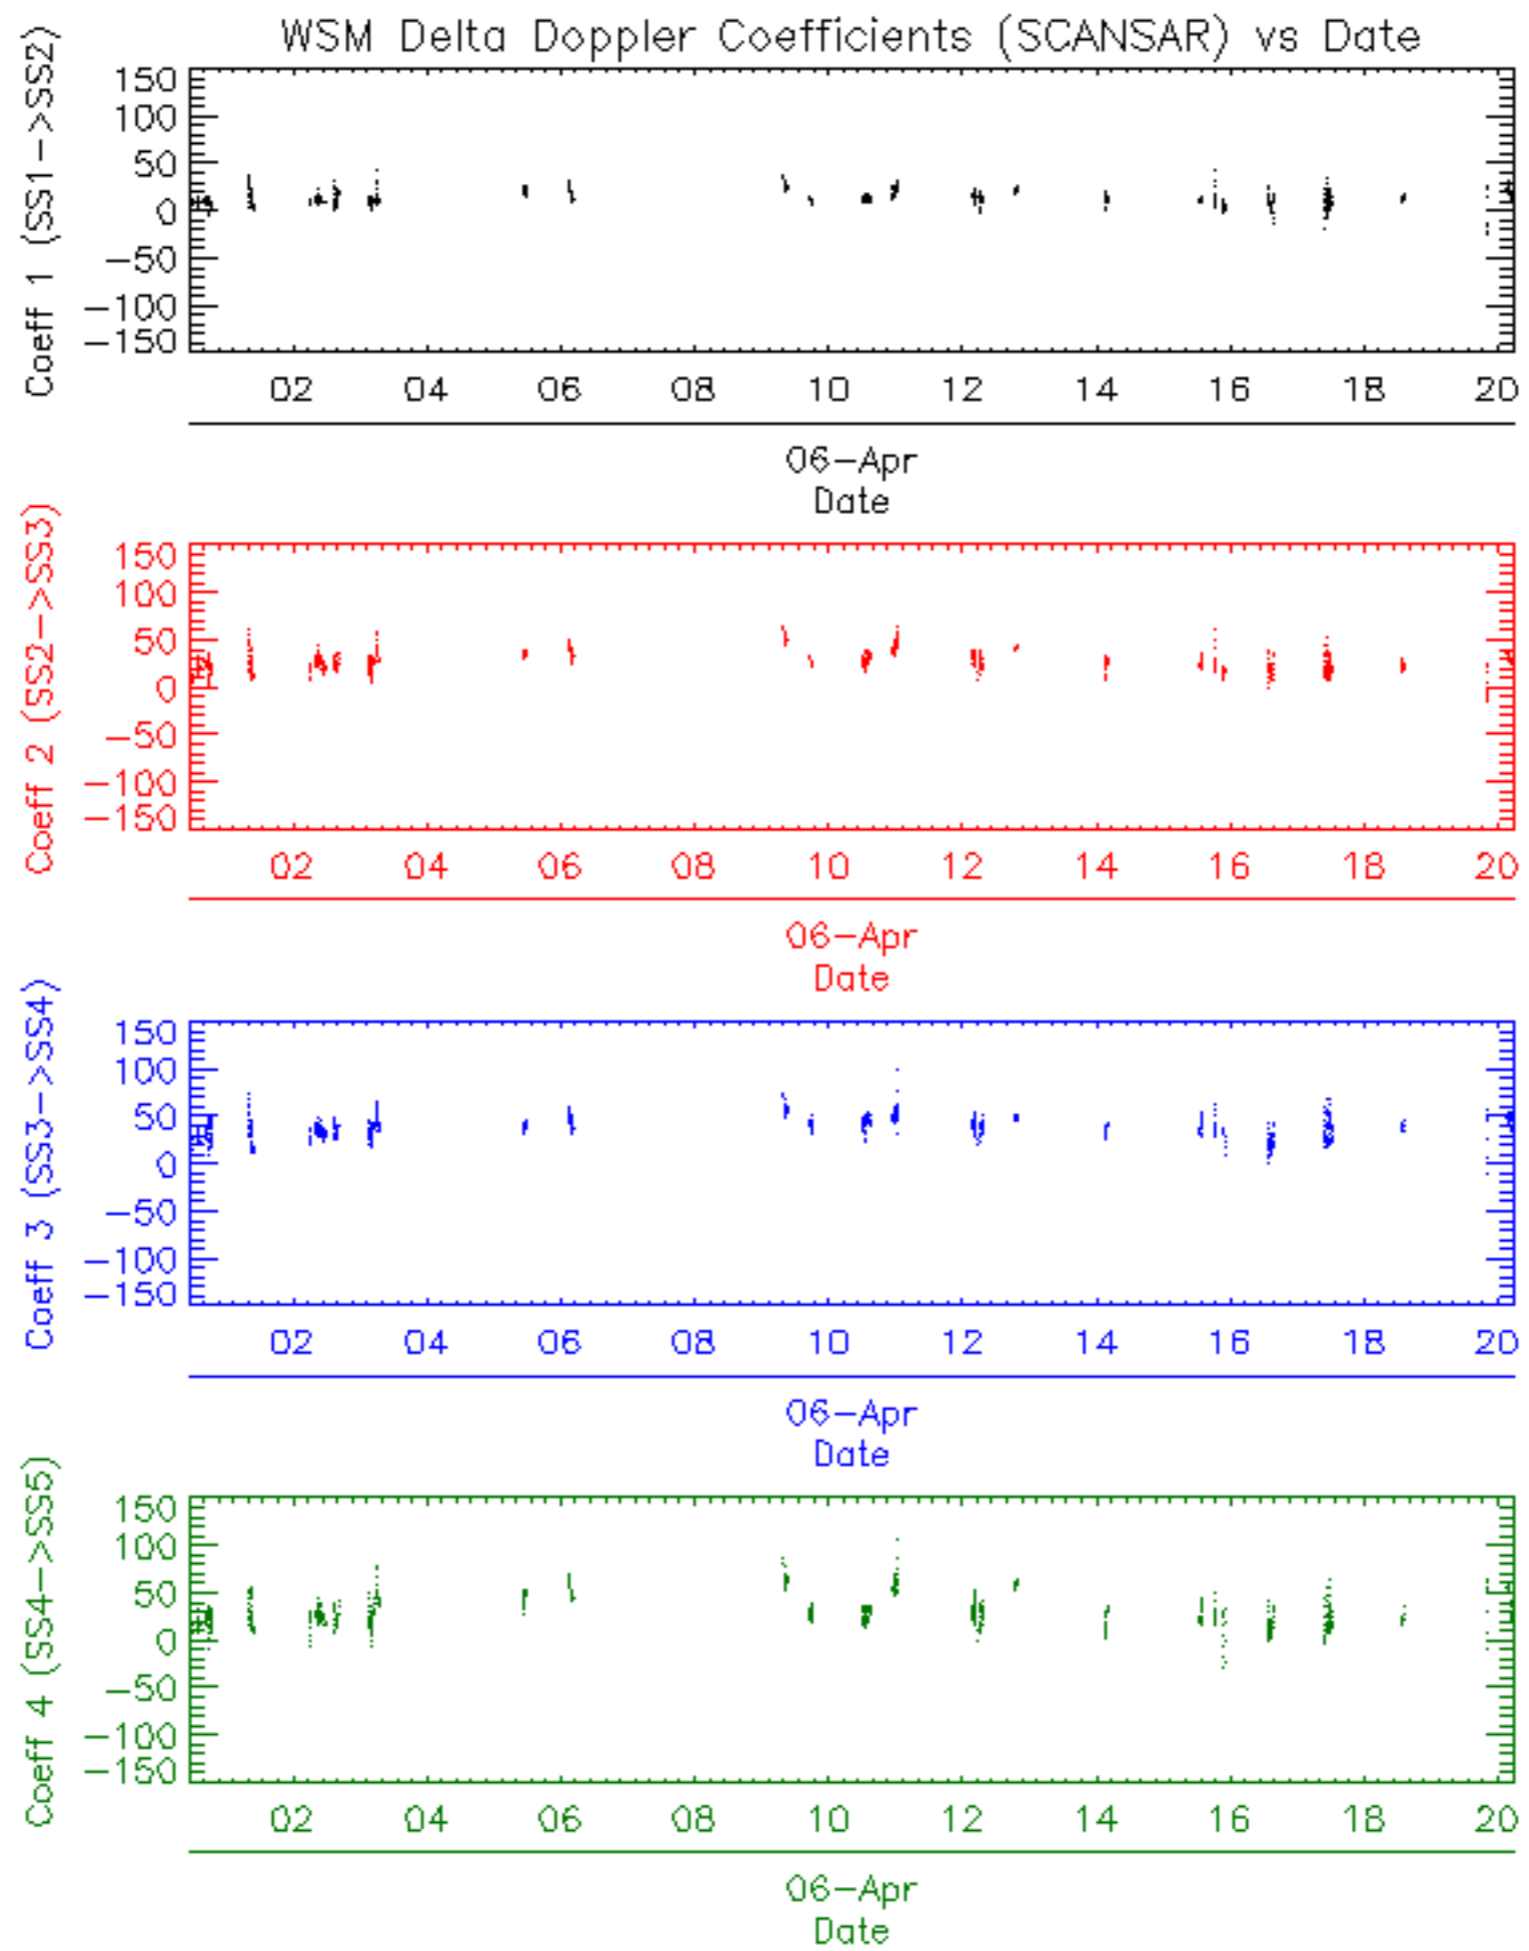 WSM Delta Doppler Coefficients (SCANSAR) vs Date
Coeff 1 (SS1->SS2)
150
100
50
0
-50
-100
-150
02 04 06 08 10 12 14 16 18 20
06-Apr
Date
Coeff 2 (SS2->SS3)
150
100
50
0
-50
-100
-150
02 04 06 08 10 12 14 16 18 20
06-Apr
Date
Coeff 3 (SS3->SS4)
150
100
50
0
-50
-100
-150
02 04 06 08 10 12 14 16 18 20
06-Apr
Date
Coeff 4 (SS4->SS5)
150
100
50
0
-50
-100
-150
02 04 06 08 10 12 14 16 18 20
06-Apr
Date